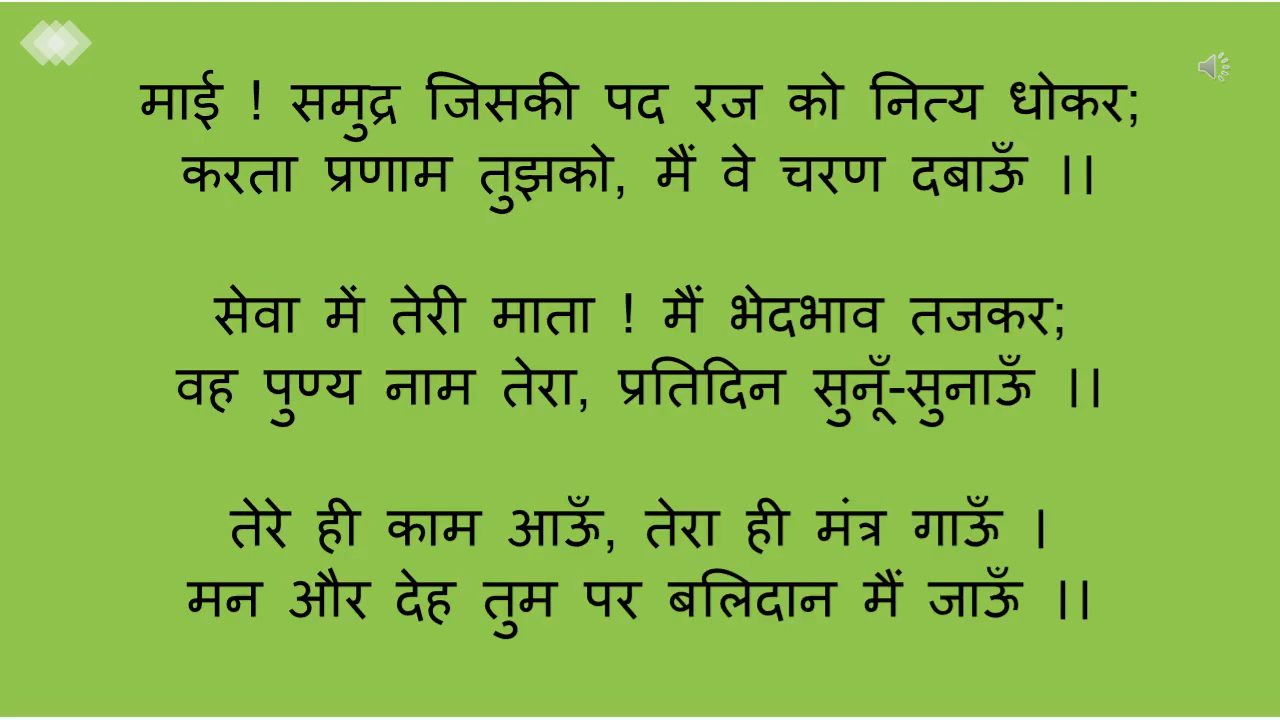 माई ! समुद्र जिसकी पद रज को नित्य धोकर;
करता प्रणाम तुझको, मैं वे चरण दबाऊँ ।।
सेवा में तेरी माता ! मैं भेदभाव तजकर;
वह पुण्य नाम तेरा, प्रतिदिन सुनूँ-सुनाऊँ ।।
तेरे ही काम आऊँ, तेरा ही मंत्र गाऊँ ।
मन और देह तुम पर बलिदान मैं जाऊँ ।।